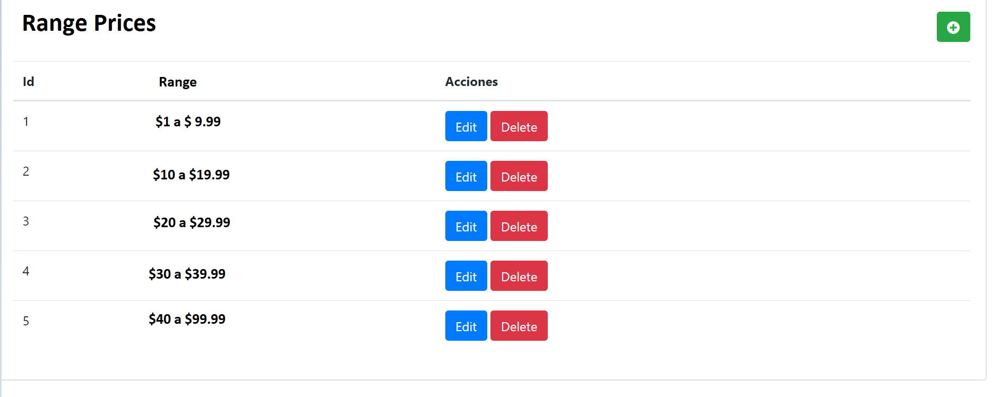 Range Prices
Id Range Acciones
1 $1 a $ 9.99 Edit Delete
2 $10 a $19.99 Edit Delete
3 $20 a $29.99 Edit Delete
4 $30 a $39.99 Edit Delete
5 $40 a $99.99 Edit Delete